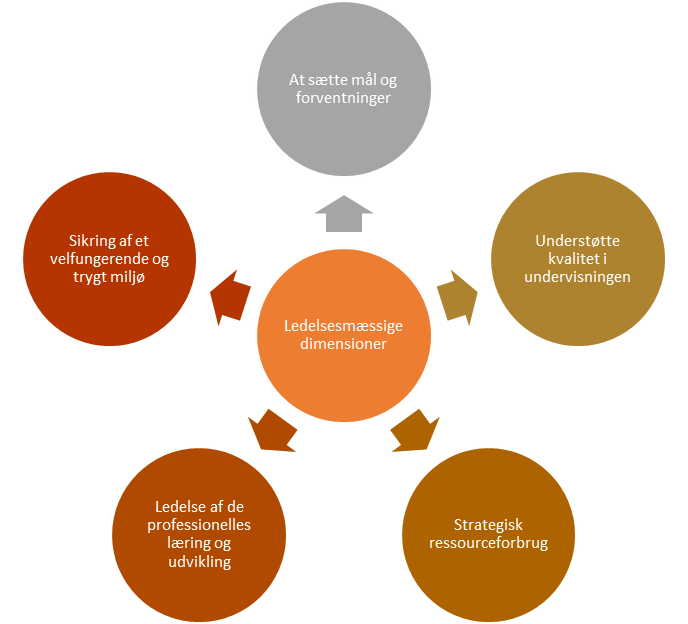 At sætte mål og
forventninger
Sikring af et
velfungerende og
trygt miljø
Understøtte
kvalitet i
undervisningen
Ledelsesmæssige
dimensioner
Ledelse af de
professionelles
læring og
udvikling
Strategisk
ressourceforbrug